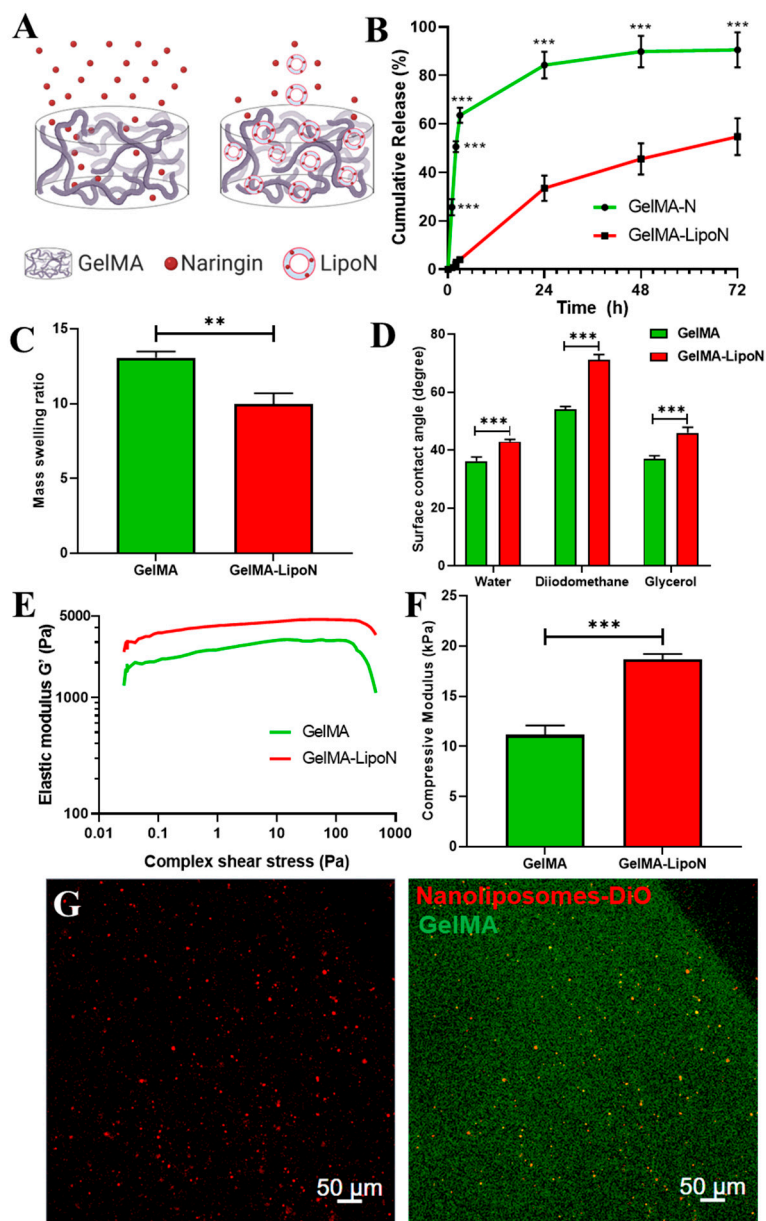 A
GelMA
Naringin
LipoN
B
Cumulative Release (%)
100
80
60
40
20
0
***
***
***
***
***
***
GelMA-N
GelMA-LipoN
0
24
48
72
Time (h)
C
Mass swelling ratio
15
10
5
0
**
GelMA
GelMA-LipoN
D
Surface contact angle (degree)
80
60
40
20
0
***
***
***
GelMA
GelMA-LipoN
Water
Diiodomethane
Glycerol
E
Elastic modulus G' (Pa)
5000
1000
100
GelMA
GelMA-LipoN
0.01
0.1
1
10
100
1000
Complex shear stress (Pa)
F
Compressive Modulus (kPa)
25
20
15
10
5
0
***
GelMA
GelMA-LipoN
G
50 µm
Nanoliposomes-DiO
GelMA
50 µm